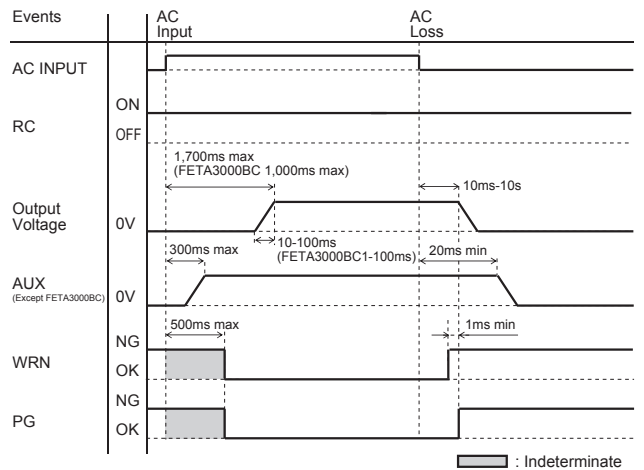 Events
AC
Input
AC
Loss
AC INPUT
RC
ON
OFF
1,700ms max
(FETA3000BC 1,000ms max)
10ms-10s
Output
Voltage
0V
10-100ms
(FETA3000BC1-100ms)
300ms max
20ms min
AUX
(Except FETA3000BC)
0V
500ms max
1ms min
NG
WRN
OK
NG
PG
OK
: Indeterminate